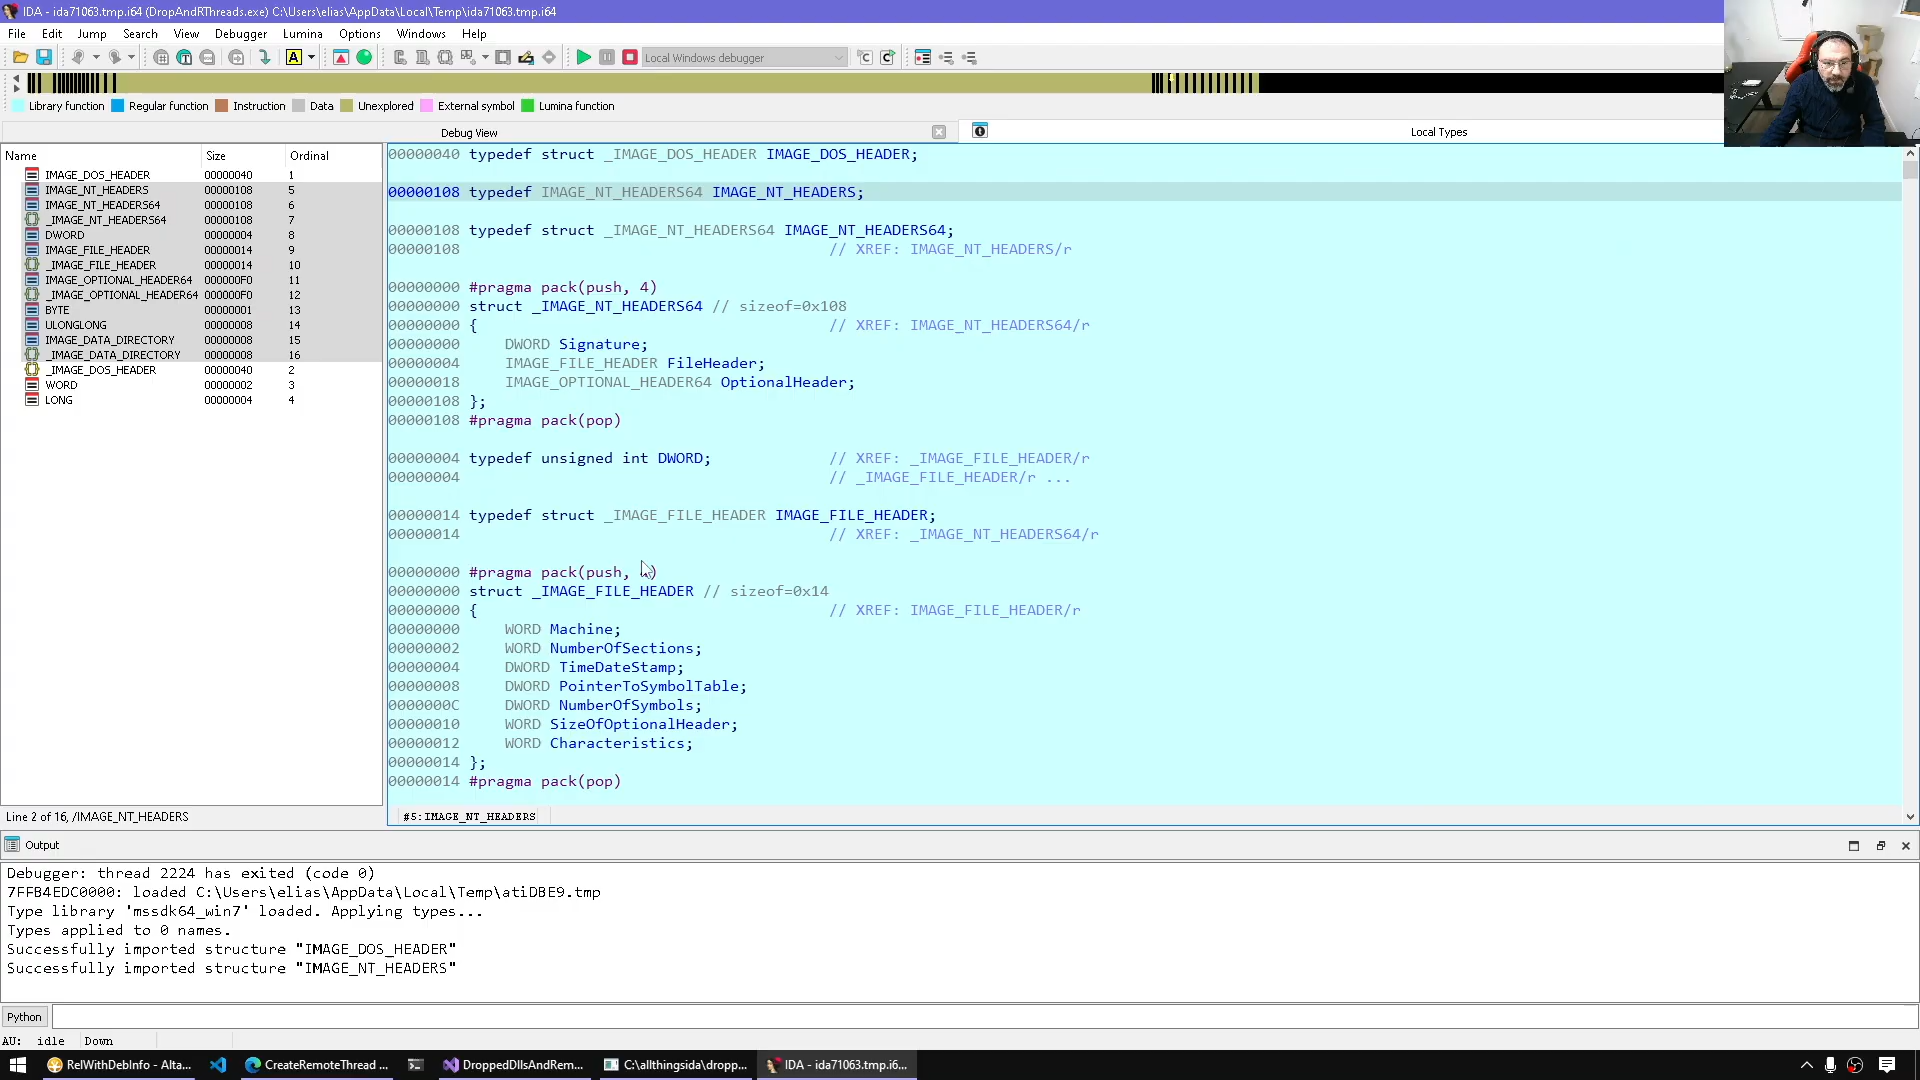 IDA - ida71063.tmp.i64 (DropAndRThreads.exe) C:\Users\elias\AppData\Local\Temp\ida71063.tmp.i64
File Edit Jump Search View Debugger Lumina Options Windows Help
A Local Windows debugger
Library function Regular function Instruction Data Unexplored External symbol Lumina function
Debug View Local Types
Name Size Ordinal
IMAGE_DOS_HEADER 00000040 1
IMAGE_NT_HEADERS 00000108 5
IMAGE_NT_HEADERS64 00000108 6
_IMAGE_NT_HEADERS64 00000108 7
DWORD 00000004 8
IMAGE_FILE_HEADER 00000014 9
_IMAGE_FILE_HEADER 00000014 10
IMAGE_OPTIONAL_HEADER64 000000F0 11
_IMAGE_OPTIONAL_HEADER64 000000F0 12
BYTE 00000001 13
ULONGLONG 00000008 14
IMAGE_DATA_DIRECTORY 00000008 15
_IMAGE_DATA_DIRECTORY 00000008 16
_IMAGE_DOS_HEADER 00000040 2
WORD 00000002 3
LONG 00000004 4
Line 2 of 16, /IMAGE_NT_HEADERS
00000040 typedef struct _IMAGE_DOS_HEADER IMAGE_DOS_HEADER;
00000108 typedef IMAGE_NT_HEADERS64 IMAGE_NT_HEADERS;
00000108 typedef struct _IMAGE_NT_HEADERS64 IMAGE_NT_HEADERS64;
00000108 // XREF: IMAGE_NT_HEADERS/r
00000000 #pragma pack(push, 4)
00000000 struct _IMAGE_NT_HEADERS64 // sizeof=0x108
00000000 { // XREF: IMAGE_NT_HEADERS64/r
00000000 DWORD Signature;
00000004 IMAGE_FILE_HEADER FileHeader;
00000018 IMAGE_OPTIONAL_HEADER64 OptionalHeader;
00000108 };
00000108 #pragma pack(pop)
00000004 typedef unsigned int DWORD; // XREF: _IMAGE_FILE_HEADER/r
00000004 // _IMAGE_FILE_HEADER/r ...
00000014 typedef struct _IMAGE_FILE_HEADER IMAGE_FILE_HEADER;
00000014 // XREF: _IMAGE_NT_HEADERS64/r
00000000 #pragma pack(push, )
00000000 struct _IMAGE_FILE_HEADER // sizeof=0x14
00000000 { // XREF: IMAGE_FILE_HEADER/r
00000000 WORD Machine;
00000002 WORD NumberOfSections;
00000004 DWORD TimeDateStamp;
00000008 DWORD PointerToSymbolTable;
0000000C DWORD NumberOfSymbols;
00000010 WORD SizeOfOptionalHeader;
00000012 WORD Characteristics;
00000014 };
00000014 #pragma pack(pop)
#5:IMAGE_NT_HEADERS
Output
Debugger: thread 2224 has exited (code 0)
7FFB4EDC0000: loaded C:\Users\elias\AppData\Local\Temp\atiDBE9.tmp
Type library 'mssdk64_win7' loaded. Applying types...
Types applied to 0 names.
Successfully imported structure "IMAGE_DOS_HEADER"
Successfully imported structure "IMAGE_NT_HEADERS"
Python
AU: idle Down
RelWithDebInfo - Alta... CreateRemoteThread ... DroppedDllsAndRem... C:\allthingsida\dropp... IDA - ida71063.tmp.i6...